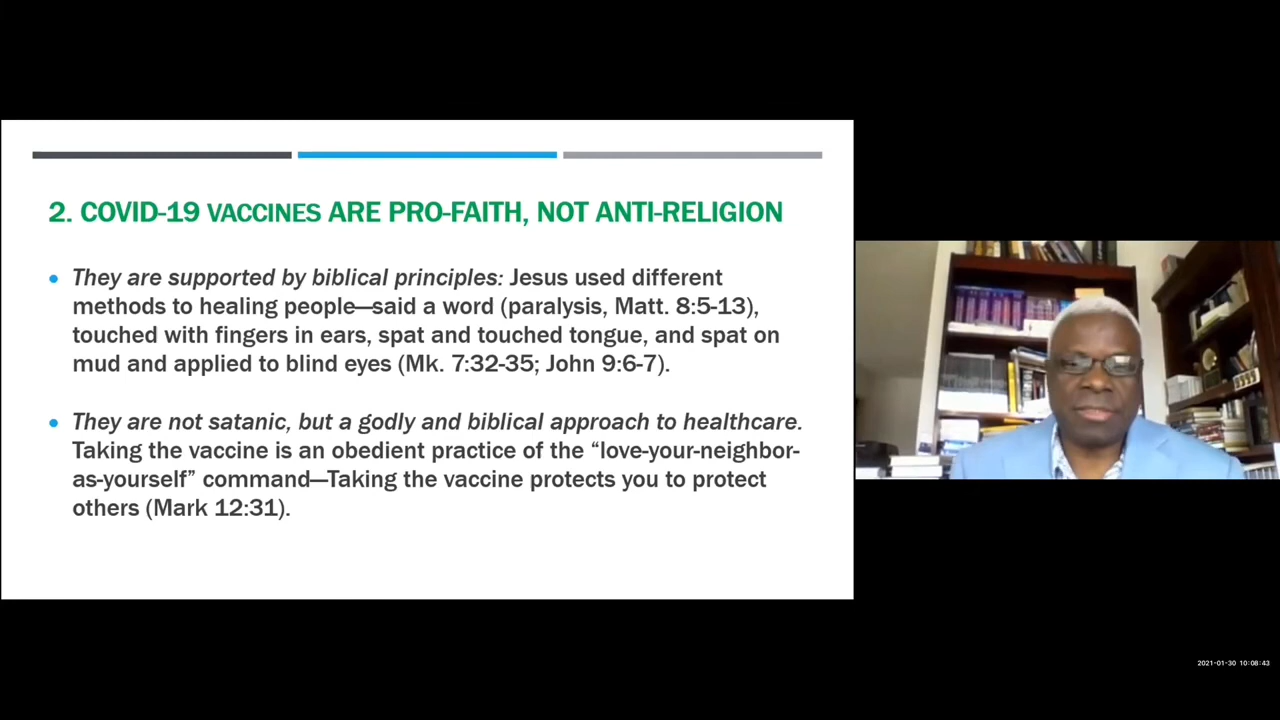 2. COVID-19 VACCINES ARE PRO-FAITH, NOT ANTI-RELIGION
They are supported by biblical principles: Jesus used different
methods to healing people—said a word (paralysis, Matt. 8:5-13),
touched with fingers in ears, spat and touched tongue, and spat on
mud and applied to blind eyes (Mk. 7:32-35; John 9:6-7).
They are not satanic, but a godly and biblical approach to healthcare.
Taking the vaccine is an obedient practice of the “love-your-neighbor-
as-yourself” command—Taking the vaccine protects you to protect
others (Mark 12:31).
2021-01-30 10:08:43